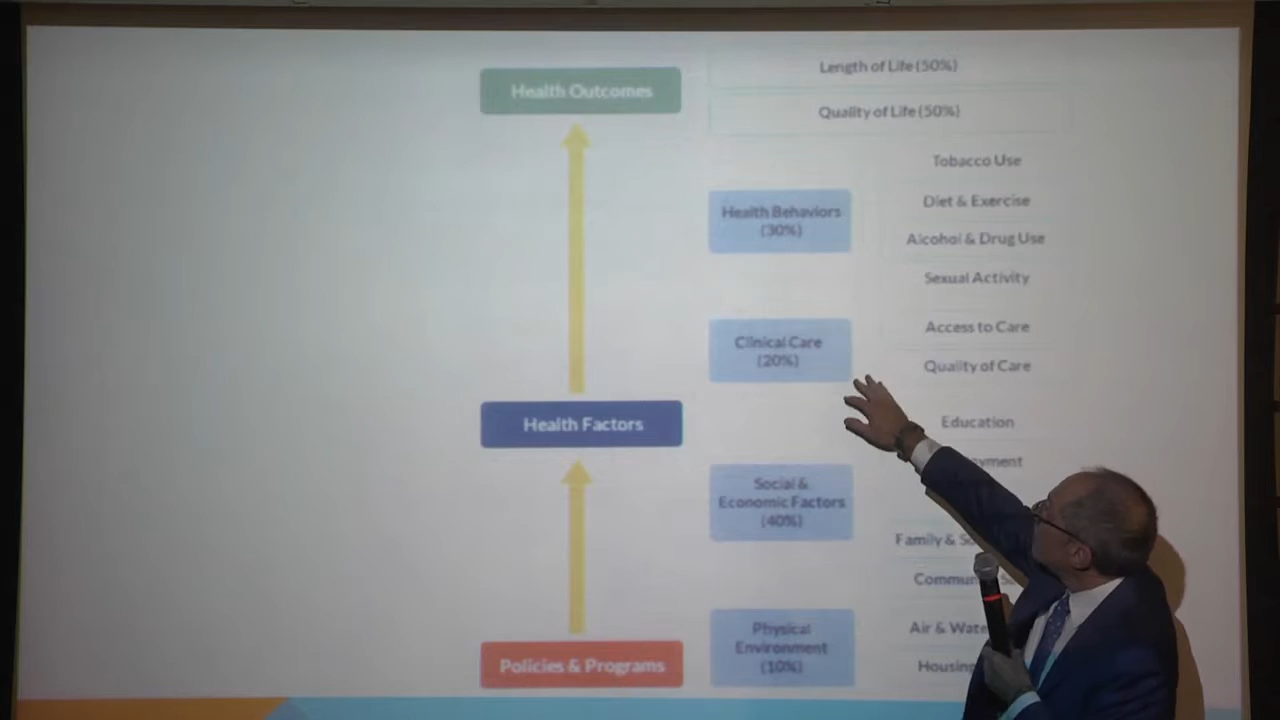 Health Outcomes
Length of Life (50%)
Quality of Life (50%)
Health Behaviors
(30%)
Tobacco Use
Diet & Exercise
Alcohol & Drug Use
Sexual Activity
Clinical Care
(20%)
Access to Care
Quality of Care
Health Factors
Social &
Economic Factors
(40%)
Education
Family &
Physical
Environment
(10%)
Air &
Policies & Programs